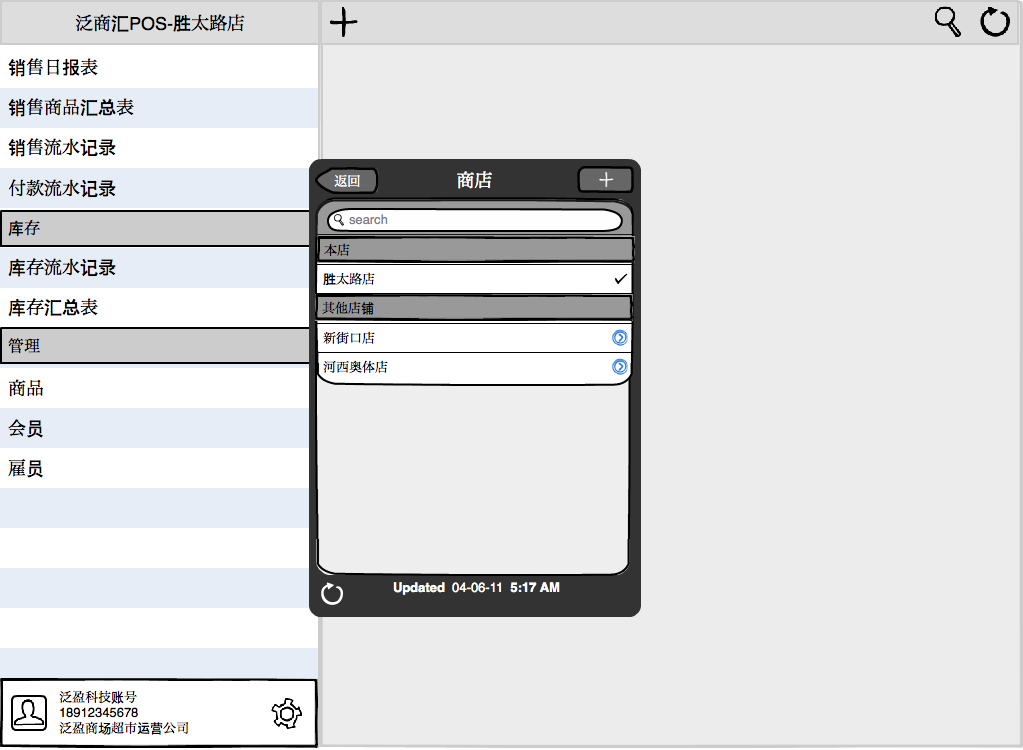 泛商汇POS-胜太路店
销售日报表
销售商品汇总表
销售流水记录
付款流水记录
库存
库存流水记录
库存汇总表
管理
商品
会员
雇员
泛盈科技账号
18912345678
泛盈商场超市运营公司
返回
商店
search
本店
胜太路店
其他店铺
新街口店
河西奥体店
Updated 04-06-11 5:17 AM